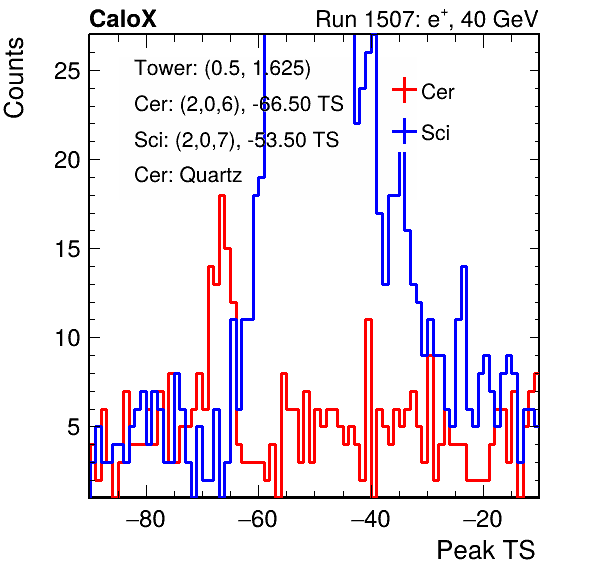 CaloX Run 1507: e⁺, 40 GeV
Counts
25
20
15
10
5
Tower: (0.5, 1.625)
Cer: (2,0,6), -66.50 TS
Sci: (2,0,7), -53.50 TS
Cer: Quartz
Cer
Sci
−80 −60 −40 −20
Peak TS